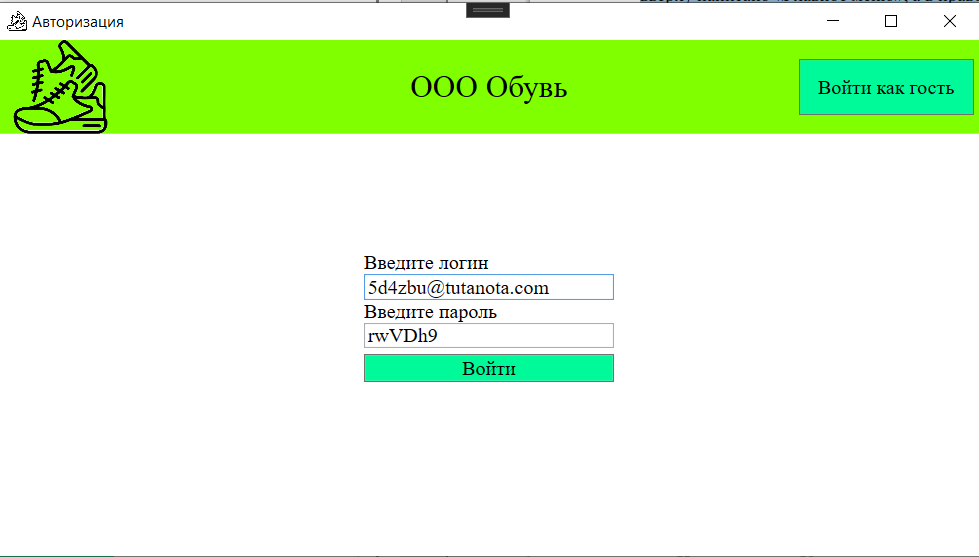 Авторизация
ООО Обувь
Войти как гость
Введите логин
5d4zbu@tutanota.com
Введите пароль
rwVDh9
Войти